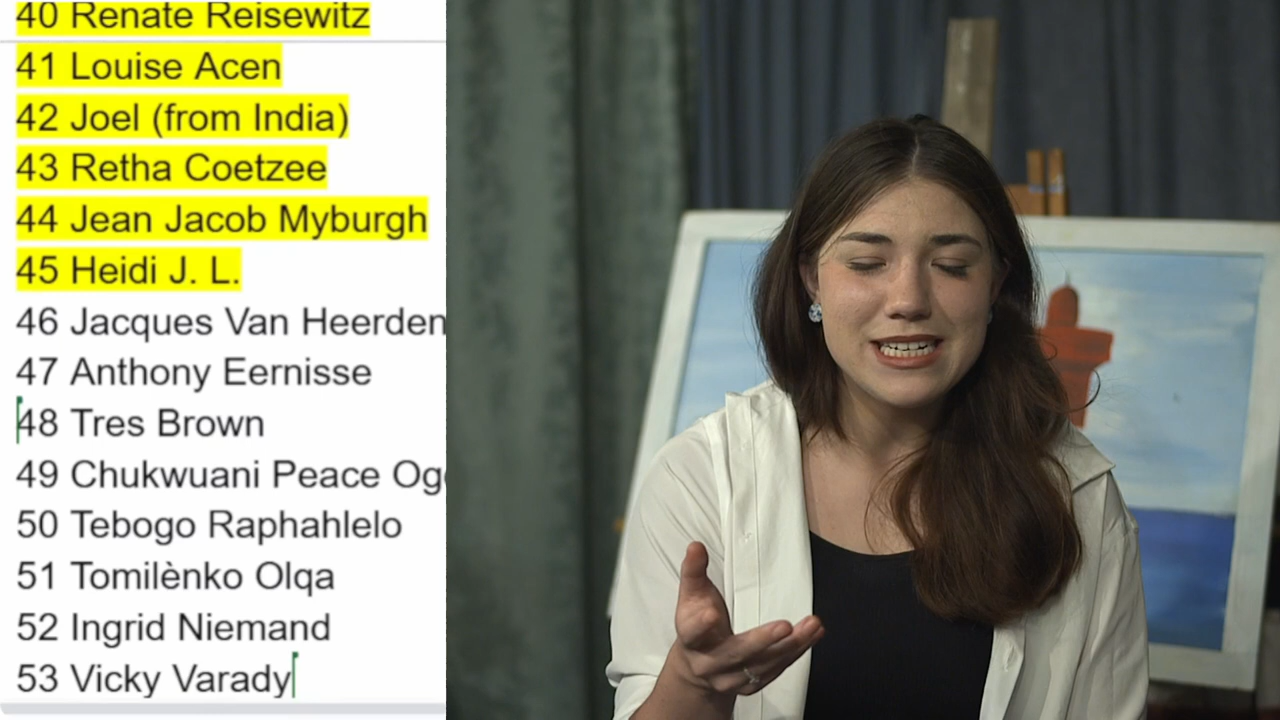 40 Renate Reisewitz
41 Louise Acen
42 Joel (from India)
43 Retha Coetzee
44 Jean Jacob Myburgh
45 Heidi J. L.
46 Jacques Van Heerden
47 Anthony Eernisse
48 Tres Brown
49 Chukwuani Peace
50 Tebogo Raphahlelo
51 Tomilènko Olqa
52 Ingrid Niemand
53 Vicky Varady